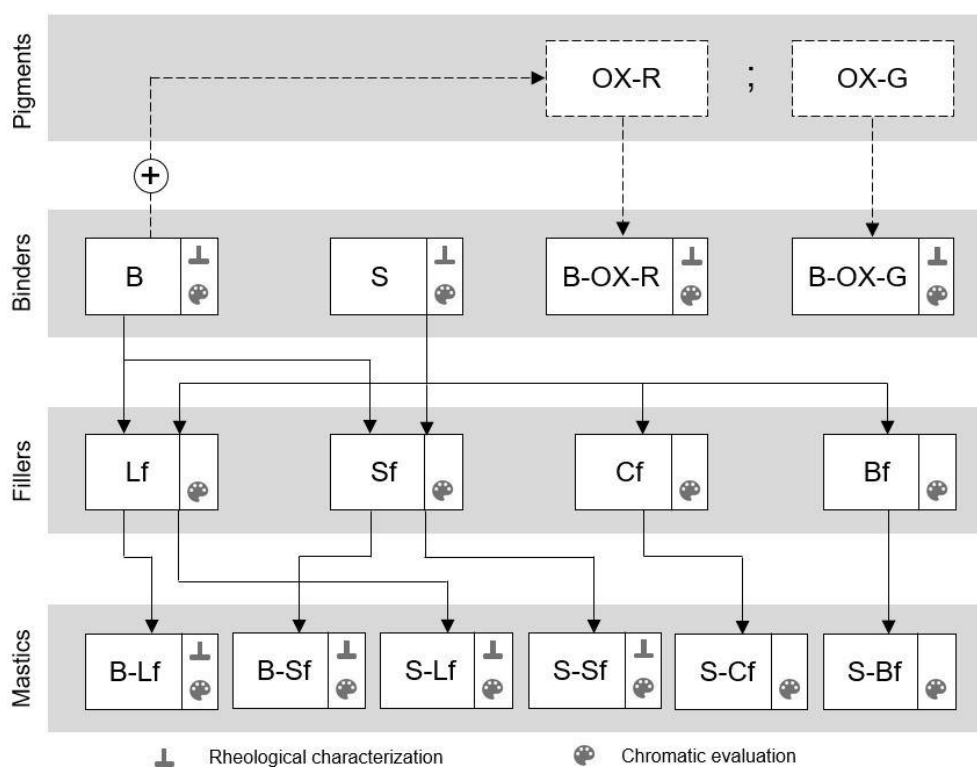 Pigments
OX-R ; OX-G
+
Binders
B S B-OX-R B-OX-G
Fillers
Lf Sf Cf Bf
Mastics
B-Lf B-Sf S-Lf S-Sf S-Cf S-Bf
Rheological characterization Chromatic evaluation